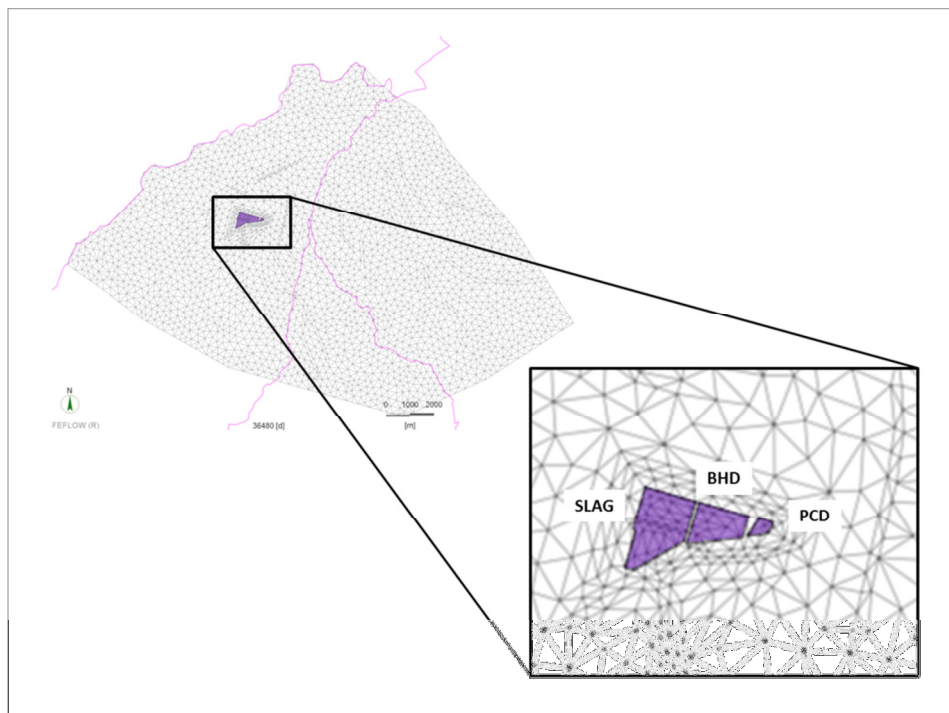 N
FEFLOW (R)
36480 [d]
0 1000 2000
[m]
BHD
SLAG
PCD